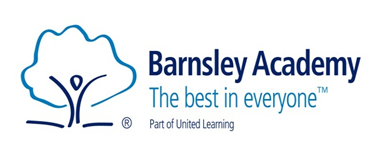 Barnsley Academy
The best in everyone™
Part of United Learning
®